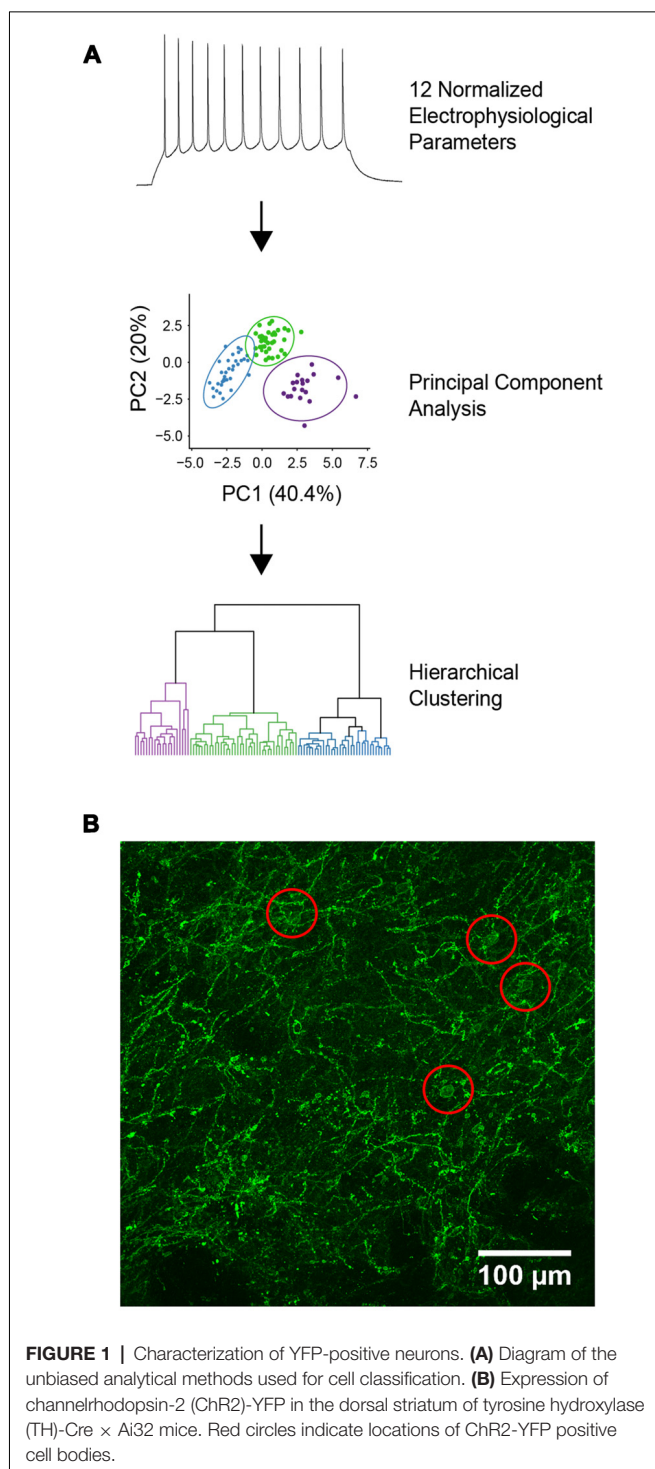 A
12 Normalized
Electrophysiological
Parameters
PC2 (20%)
2.5
0.0
−2.5
−5.0
−5.0 −2.5 0.0 2.5 5.0 7.5
PC1 (40.4%)
Principal Component
Analysis
Hierarchical
Clustering
B
100 µm
FIGURE 1 | Characterization of YFP-positive neurons. (A) Diagram of the
unbiased analytical methods used for cell classification. (B) Expression of
channelrhodopsin-2 (ChR2)-YFP in the dorsal striatum of tyrosine hydroxylase
(TH)-Cre × Ai32 mice. Red circles indicate locations of ChR2-YFP positive
cell bodies.